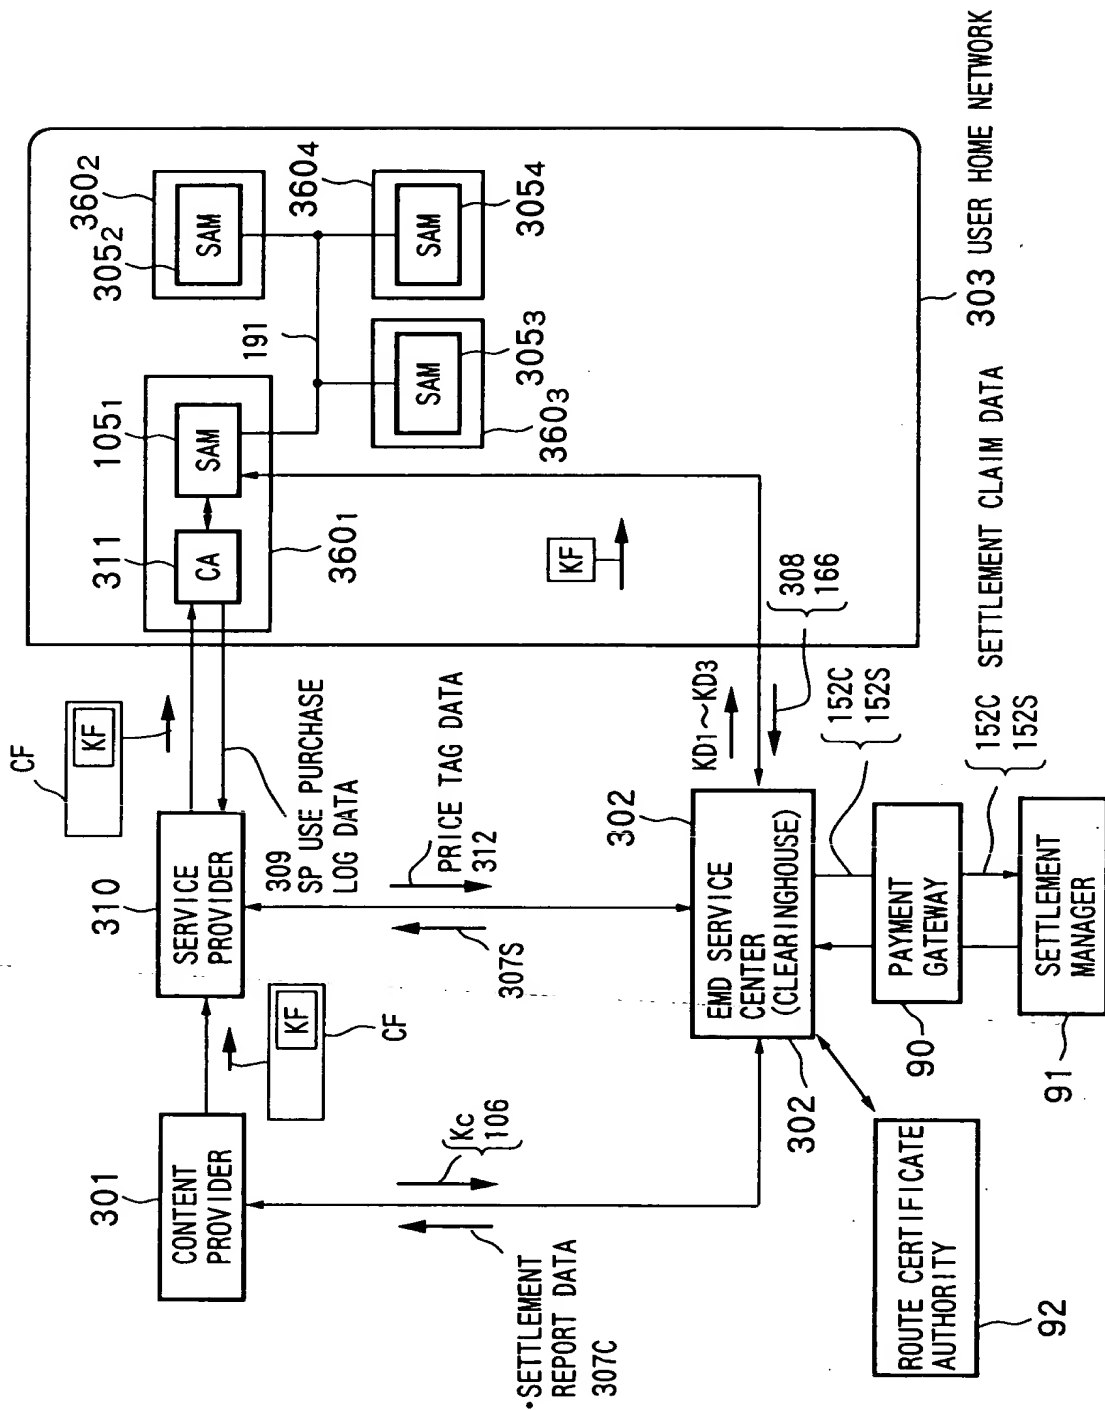 CF
KF
301
CONTENT
PROVIDER
KF
CF
310
SERVICE
PROVIDER
309
SP USE PURCHASE
LOG DATA
311
CA
1051
SAM
3601
3052
SAM
3602
191
SAM
3053
3603
3604
SAM
3054
KF
Kc
106
•SETTLEMENT
REPORT DATA
307C
307S
PRICE TAG DATA
312
KD1~KD3
308
166
302
EMD SERVICE
CENTER
(CLEARINGHOUSE)
302
152C
152S
PAYMENT
GATEWAY
90
152C
152S
SETTLEMENT CLAIM DATA
303 USER HOME NETWORK
SETTLEMENT
MANAGER
91
ROUTE CERTIFICATE
AUTHORITY
92